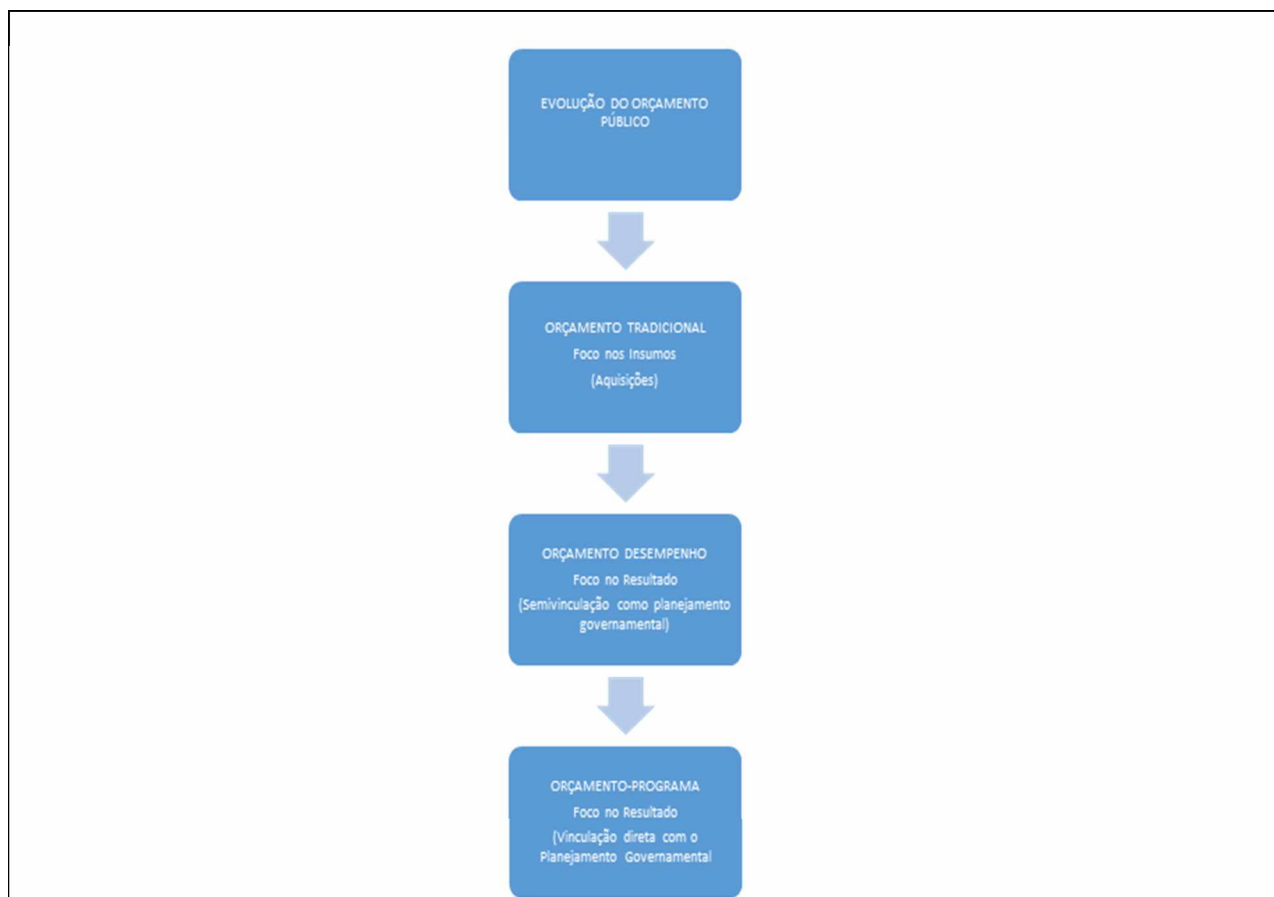 EVOLUÇÃO DO ORÇAMENTO
PÚBLICO
ORÇAMENTO TRADICIONAL
Foco nos Insumos
(Aquisições)
ORÇAMENTO DESEMPENHO
Foco no Resultado
(Semivinculação como planejamento
governamental)
ORÇAMENTO-PROGRAMA
Foco no Resultado
(Vinculação direta com o
Planejamento Governamental